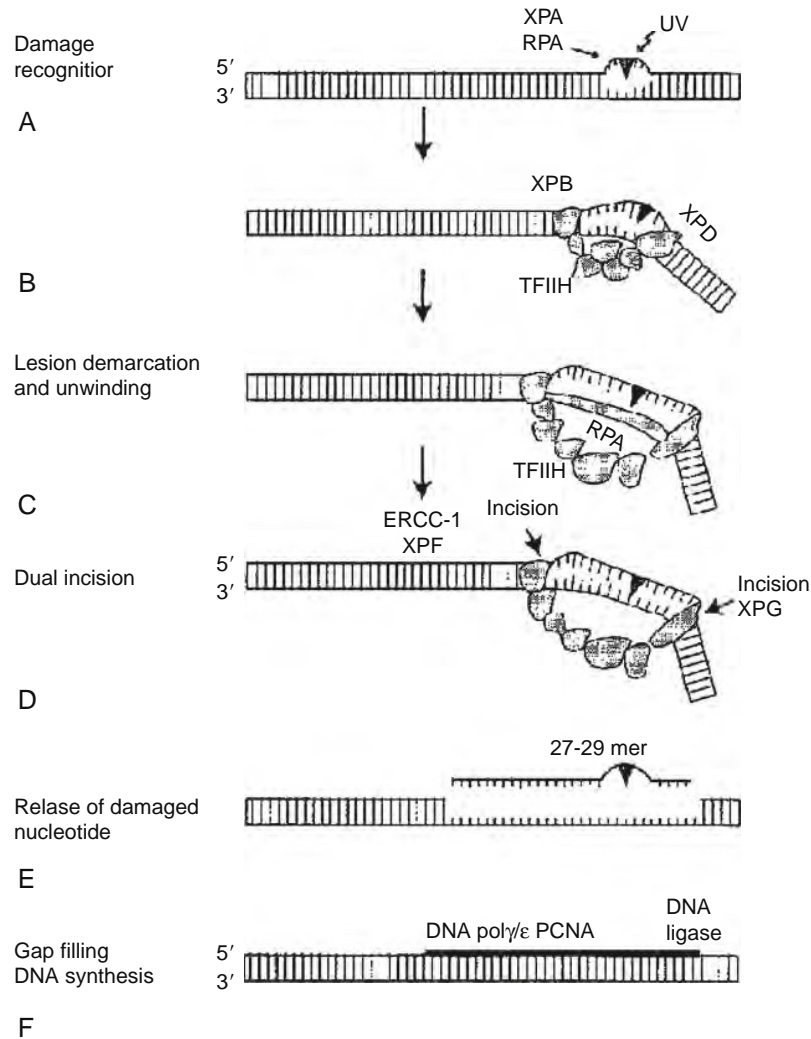 Damage
recognitior
XPA
RPA
UV
5′
3′
A
XPB
XPD
TFIIH
B
Lesion demarcation
and unwinding
RPA
TFIIH
C
ERCC-1
XPF
Incision
Dual incision
5′
3′
Incision
XPG
D
27-29 mer
Relase of damaged
nucleotide
E
DNA polγ/ε PCNA
DNA
ligase
Gap filling
DNA synthesis
5′
3′
F